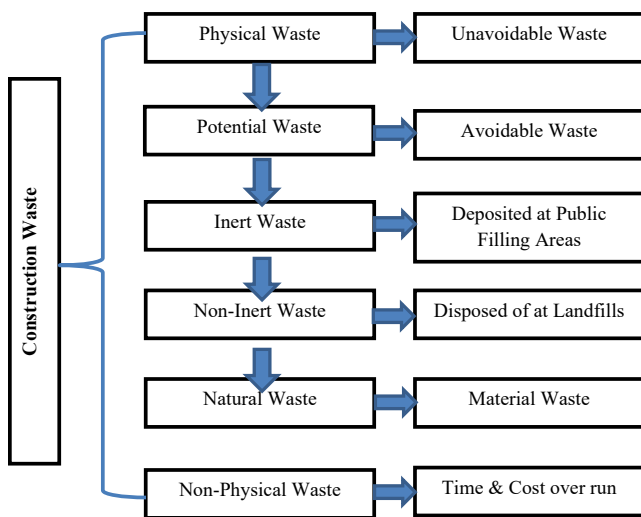 Construction Waste
Physical Waste
Unavoidable Waste
Potential Waste
Avoidable Waste
Inert Waste
Deposited at Public
Filling Areas
Non-Inert Waste
Disposed of at Landfills
Natural Waste
Material Waste
Non-Physical Waste
Time & Cost over run